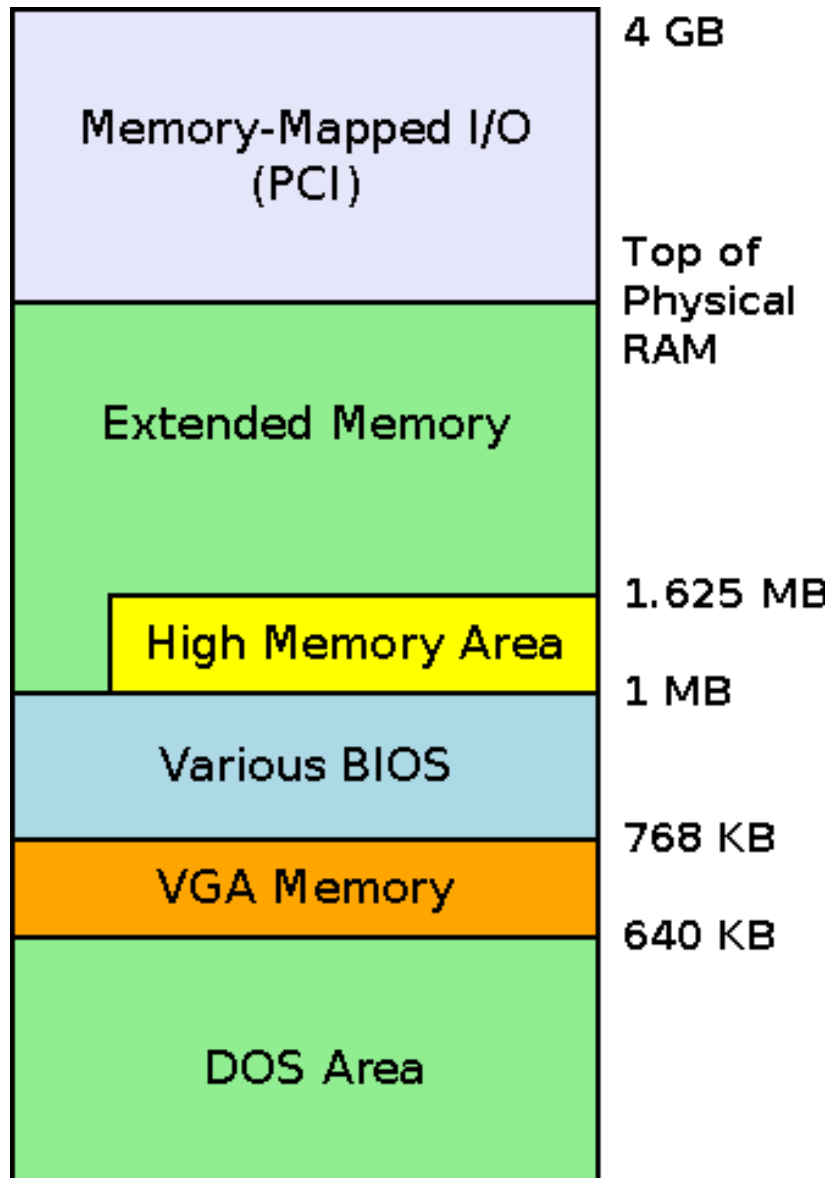 4 GB
Memory-Mapped I/O
(PCI)
Top of
Physical
RAM
Extended Memory
1.625 MB
High Memory Area
1 MB
Various BIOS
768 KB
VGA Memory
640 KB
DOS Area